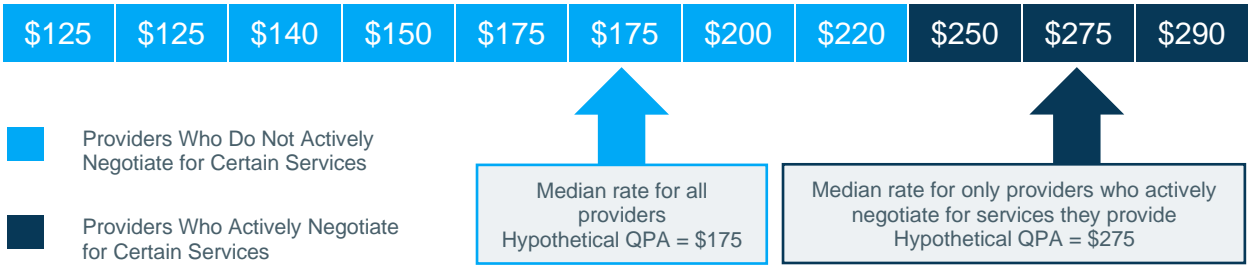 $125 $125 $140 $150 $175 $175 $200 $220 $250 $275 $290
Providers Who Do Not Actively
Negotiate for Certain Services
Providers Who Actively Negotiate
for Certain Services
Median rate for all
providers
Hypothetical QPA = $175
Median rate for only providers who actively
negotiate for services they provide
Hypothetical QPA = $275